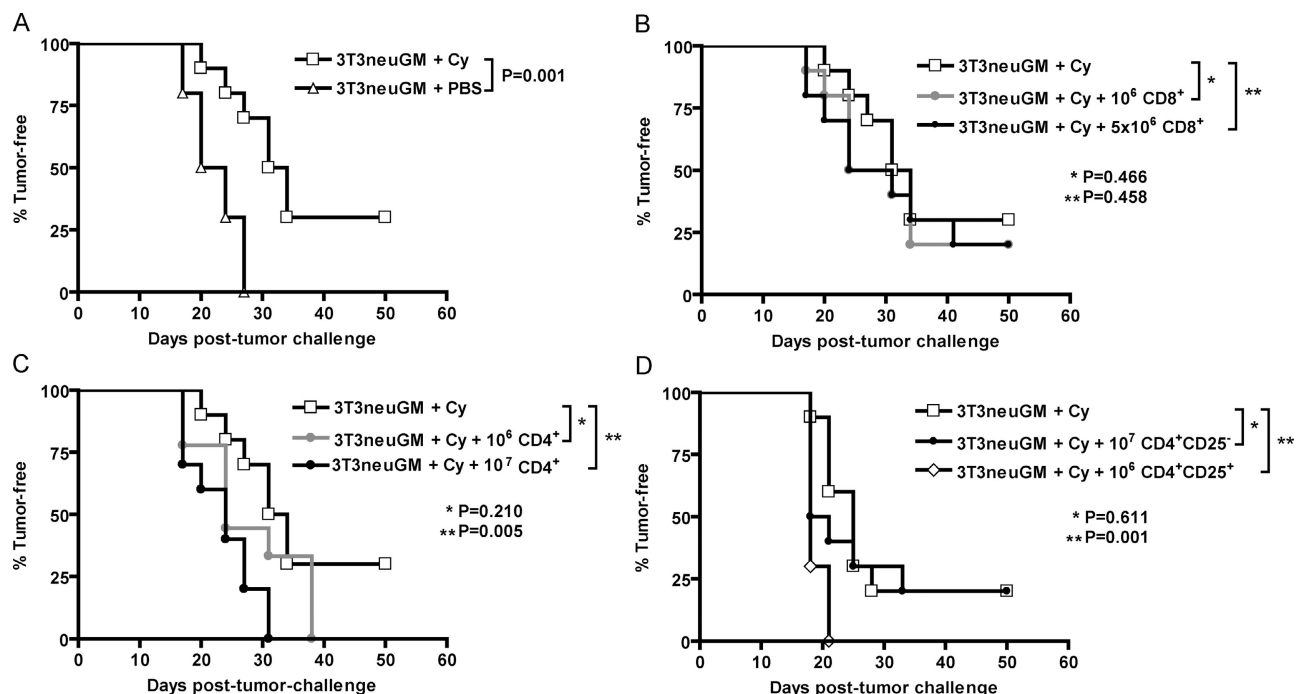 A
3T3neuGM + Cy
3T3neuGM + PBS
P=0.001
% Tumor-free
100
75
50
25
0
0 10 20 30 40 50 60
Days post-tumor challenge
B
3T3neuGM + Cy
3T3neuGM + Cy + 10⁶ CD8⁺
3T3neuGM + Cy + 5x10⁶ CD8⁺
*
**
* P=0.466
** P=0.458
% Tumor-free
100
75
50
25
0
0 10 20 30 40 50 60
Days post-tumor challenge
C
3T3neuGM + Cy
3T3neuGM + Cy + 10⁶ CD4⁺
3T3neuGM + Cy + 10⁷ CD4⁺
*
**
* P=0.210
** P=0.005
% Tumor-free
100
75
50
25
0
0 10 20 30 40 50 60
Days post-tumor-challenge
D
3T3neuGM + Cy
3T3neuGM + Cy + 10⁷ CD4⁺CD25⁻
3T3neuGM + Cy + 10⁶ CD4⁺CD25⁺
*
**
* P=0.611
** P=0.001
% Tumor-free
100
75
50
25
0
0 10 20 30 40 50 60
Days post-tumor challenge